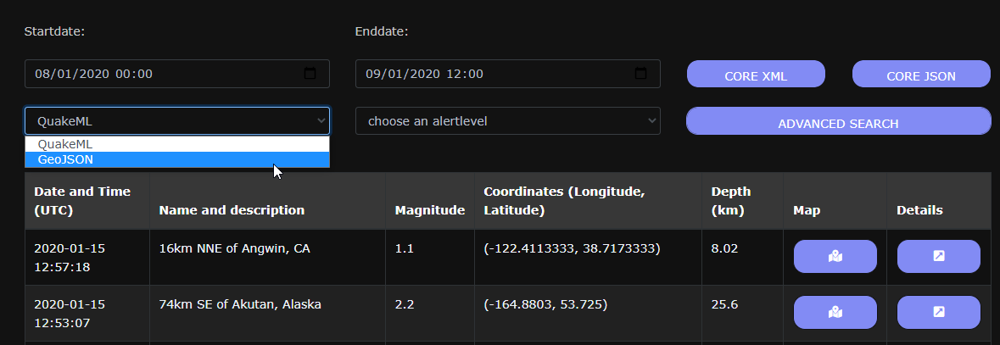 Startdate:
Enddate:
08/01/2020 00:00
09/01/2020 12:00
CORE XML
CORE JSON
QuakeML
choose an alertlevel
ADVANCED SEARCH
QuakeML
GeoJSON
Date and Time
(UTC)
Name and description
Magnitude
Coordinates (Longitude,
Latitude)
Depth
(km)
Map
Details
2020-01-15
12:57:18
16km NNE of Angwin, CA
1.1
(-122.4113333, 38.7173333)
8.02
2020-01-15
12:53:07
74km SE of Akutan, Alaska
2.2
(-164.8803, 53.725)
25.6